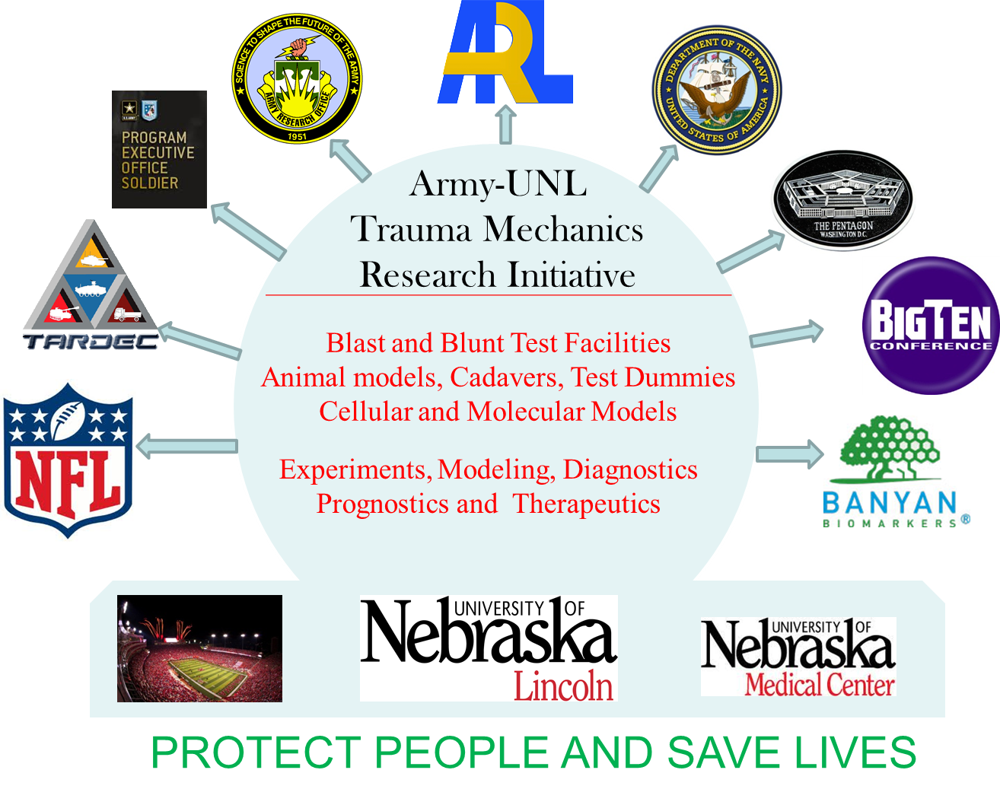 SCIENCE TO SHAPE THE FUTURE OF THE ARMY
ARMY RESEARCH OFFICE
1951
ARL
DEPARTMENT OF THE NAVY
UNITED STATES OF AMERICA
U.S. ARMY
PROGRAM
EXECUTIVE
OFFICE
SOLDIER
THE PENTAGON
WASHINGTON D.C.
TARDEC
BIGTEN
CONFERENCE
NFL
BANYAN
BIOMARKERS®
Army-UNL
Trauma Mechanics
Research Initiative
Blast and Blunt Test Facilities
Animal models, Cadavers, Test Dummies
Cellular and Molecular Models
Experiments, Modeling, Diagnostics
Prognostics and Therapeutics
UNIVERSITY OF
Nebraska
Lincoln
UNIVERSITY OF
Nebraska
Medical Center
PROTECT PEOPLE AND SAVE LIVES